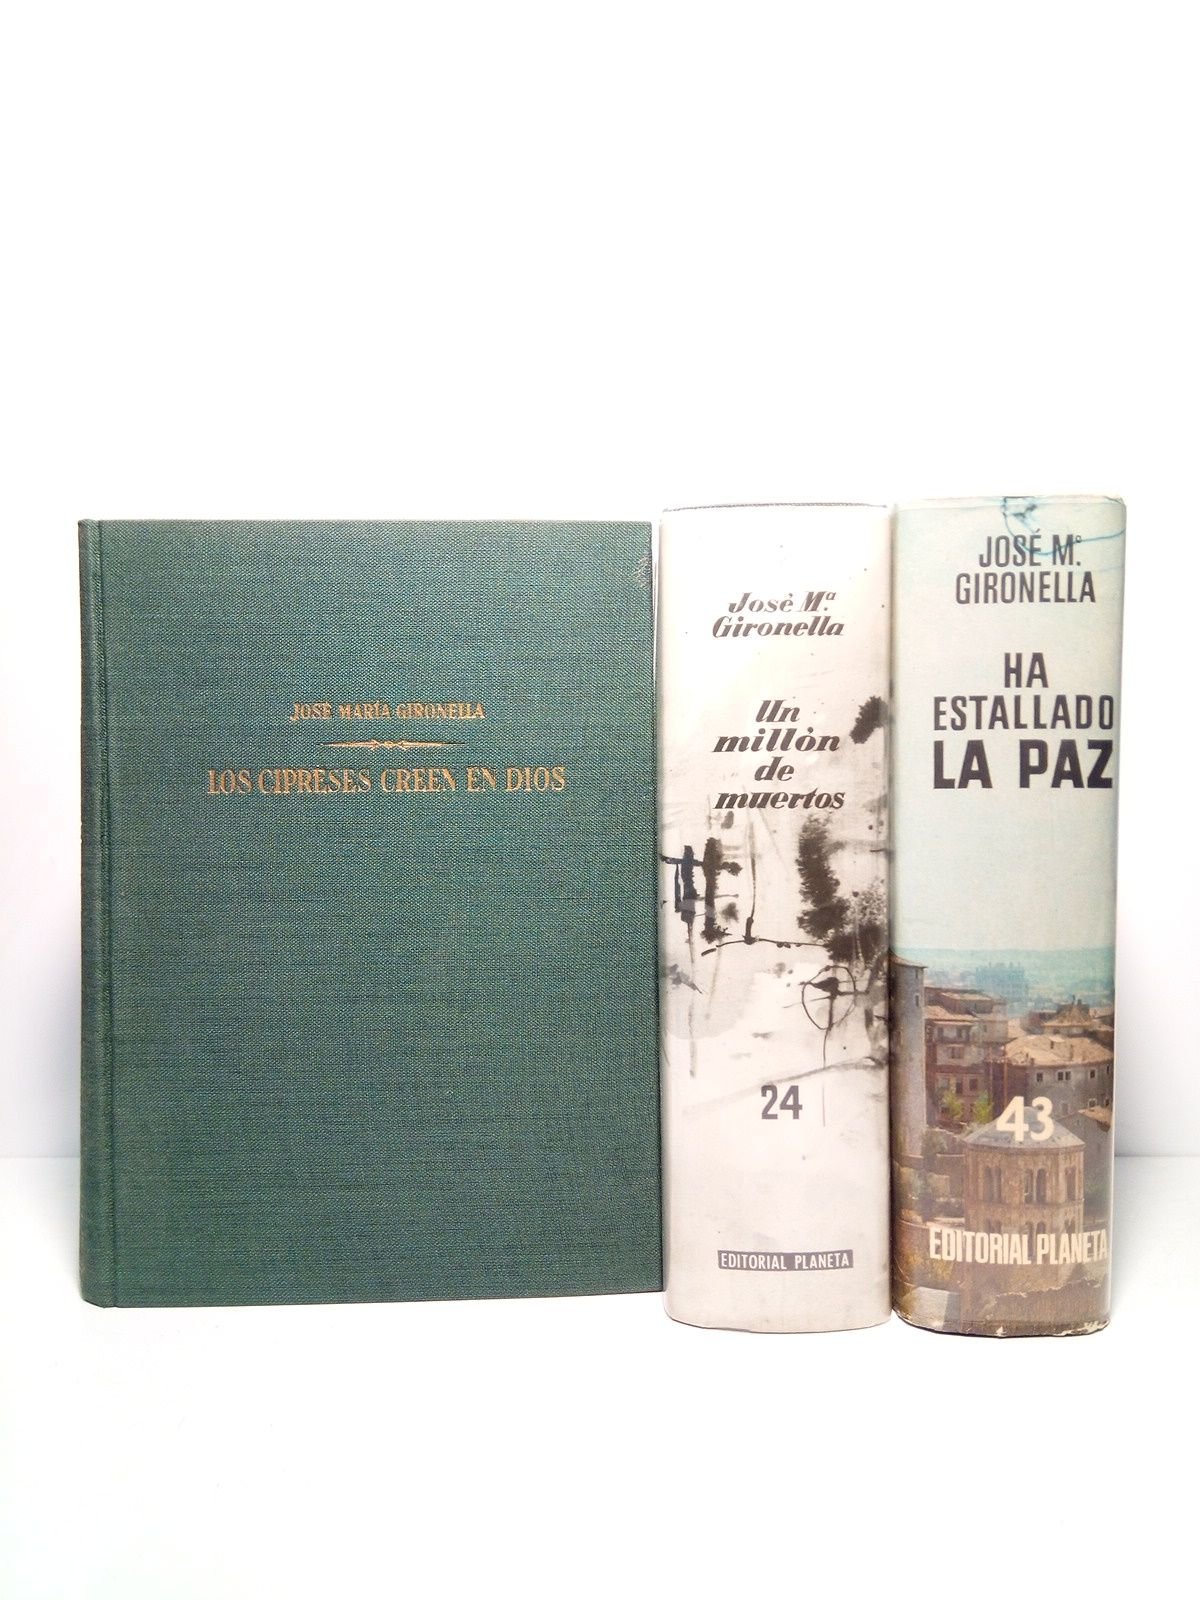 JOSÉ MARÍA GIRONELLA
LOS CIPRESES CREEN EN DIOS
José Mª
Gironella
Un
millón
de
muertos
24
EDITORIAL PLANETA
JOSÉ Mª
GIRONELLA
HA
ESTALLADO
LA PAZ
43
EDITORIAL PLANETA